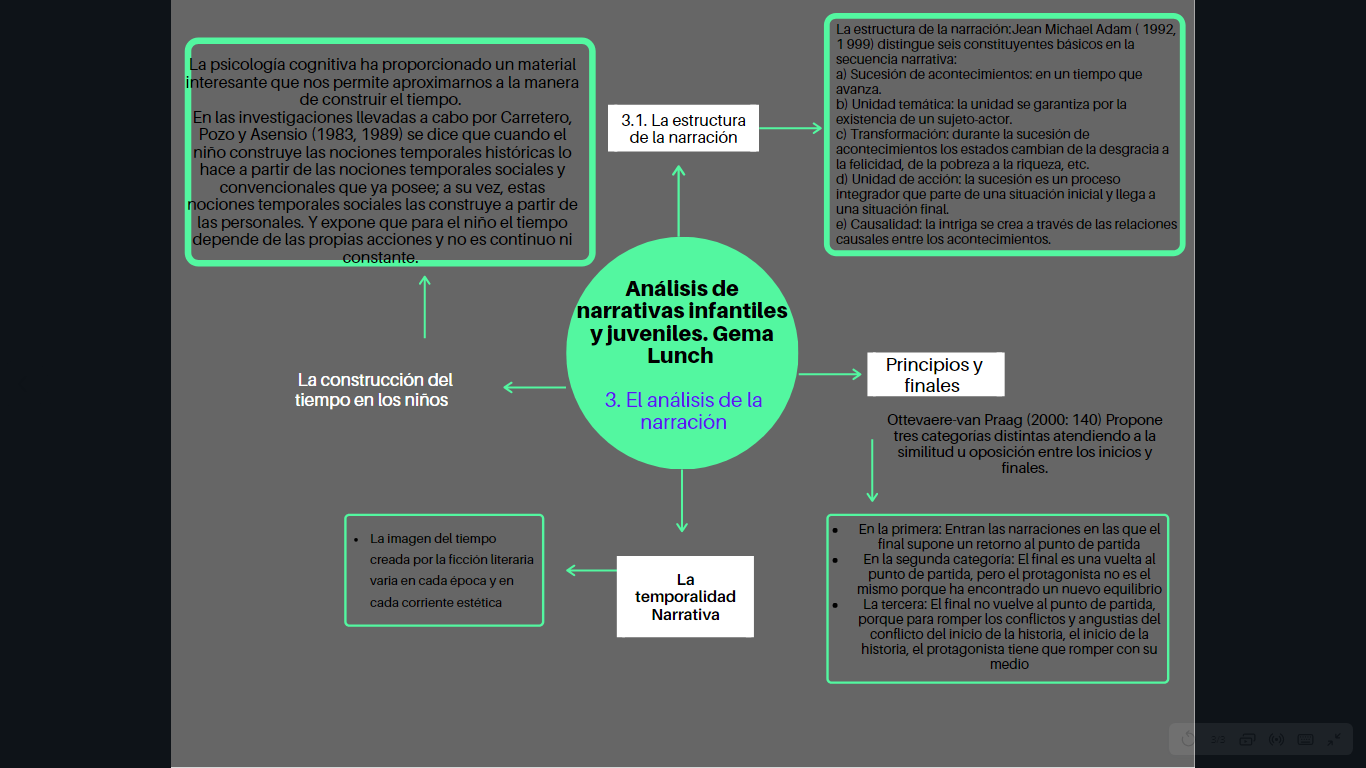 La psicología cognitiva ha proporcionado un material
interesante que nos permite aproximarnos a la manera
de construir el tiempo.
En las investigaciones llevadas a cabo por Carretero,
Pozo y Asensio (1983, 1989) se dice que cuando el
niño construye las nociones temporales históricas lo
hace a partir de las nociones temporales sociales y
convencionales que ya posee; a su vez, estas
nociones temporales sociales las construye a partir de
las personales. Y expone que para el niño el tiempo
depende de las propias acciones y no es continuo ni
constante.
3.1. La estructura
de la narración
La estructura de la narración:Jean Michael Adam ( 1992,
1 999) distingue seis constituyentes básicos en la
secuencia narrativa:
a) Sucesión de acontecimientos: en un tiempo que
avanza.
b) Unidad temática: la unidad se garantiza por la
existencia de un sujeto-actor.
c) Transformación: durante la sucesión de
acontecimientos los estados cambian de la desgracia a
la felicidad, de la pobreza a la riqueza, etc.
d) Unidad de acción: la sucesión es un proceso
integrador que parte de una situación inicial y llega a
una situación final.
e) Causalidad: la intriga se crea a través de las relaciones
causales entre los acontecimientos.
Análisis de
narrativas infantiles
y juveniles. Gema
Lunch
3. El análisis de la
narración
La construcción del
tiempo en los niños
Principios y
finales
Ottevaere-van Praag (2000: 140) Propone
tres categorías distintas atendiendo a la
similitud u oposición entre los inicios y
finales.
• En la primera: Entran las narraciones en las que el
final supone un retorno al punto de partida
• En la segunda categoría: El final es una vuelta al
punto de partida, pero el protagonista no es el
mismo porque ha encontrado un nuevo equilibrio
• La tercera: El final no vuelve al punto de partida,
porque para romper los conflictos y angustias del
conflicto del inicio de la historia, el inicio de la
historia, el protagonista tiene que romper con su
medio
La
temporalidad
Narrativa
• La imagen del tiempo
creada por la ficción literaria
varia en cada época y en
cada corriente estética